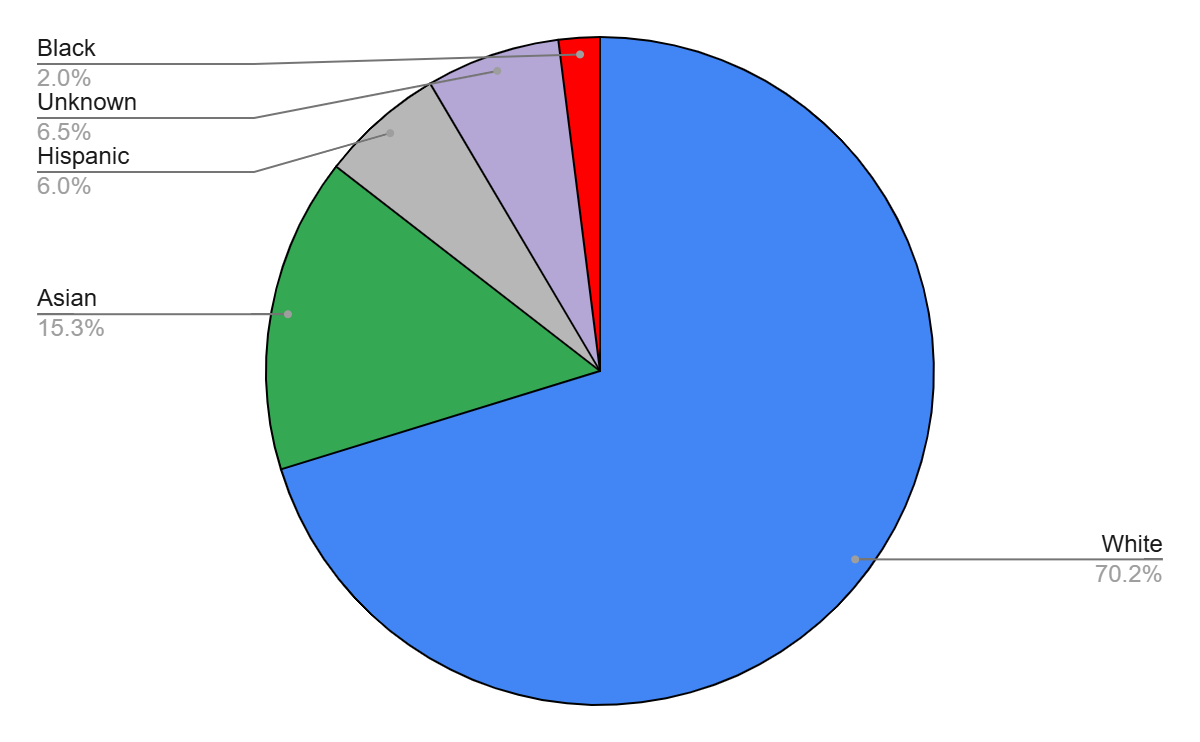 Black
2.0%
Unknown
6.5%
Hispanic
6.0%
Asian
15.3%
White
70.2%